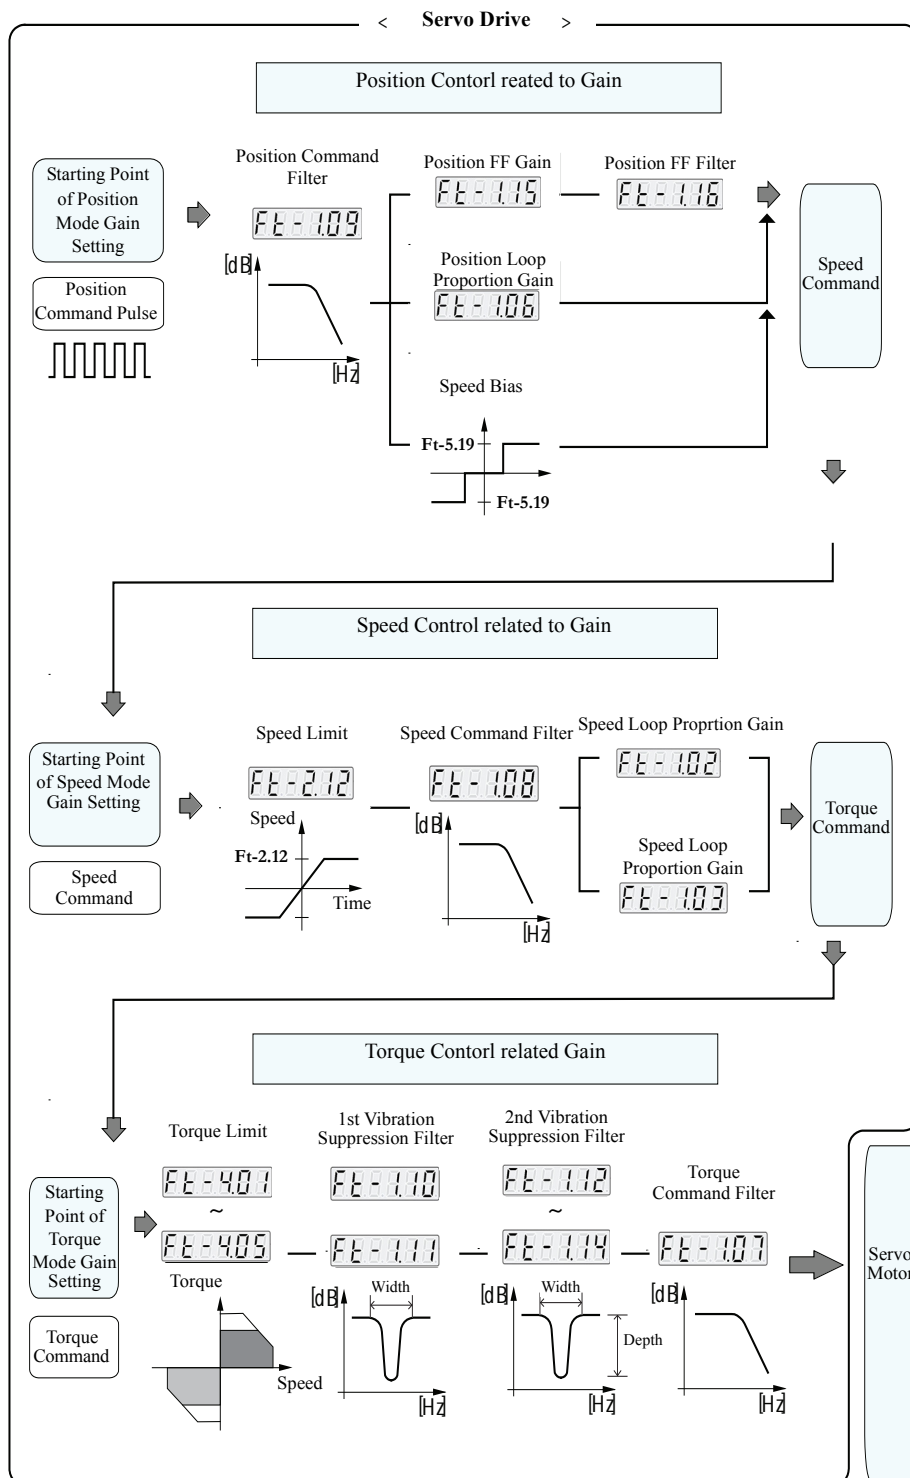 < Servo Drive >
Position Contorl reated to Gain
Starting Point
of Position
Mode Gain
Setting
Position
Command Pulse
Position Command
Filter
Ft-1.09
[dB]
[Hz]
Position FF Gain
Ft-1.15
Position FF Filter
Ft-1.16
Position Loop
Proportion Gain
Ft-1.06
Speed Bias
Ft-5.19
Ft-5.19
Speed
Command
Speed Control related to Gain
Starting Point
of Speed Mode
Gain Setting
Speed
Command
Speed Limit
Ft-2.12
Speed
Ft-2.12
Time
Speed Command Filter
Ft-1.08
[dB]
[Hz]
Speed Loop Proprtion Gain
Ft-1.02
Speed Loop
Proportion Gain
Ft-1.03
Torque
Command
Torque Contorl related Gain
Starting
Point of
Torque
Mode Gain
Setting
Torque
Command
Torque Limit
Ft-4.01
~
Ft-4.05
Torque
Speed
1st Vibration
Suppression Filter
Ft-1.10
Ft-1.11
[dB]
Width
[Hz]
2nd Vibration
Suppression Filter
Ft-1.12
~
Ft-1.14
[dB]
Width
Depth
[Hz]
Torque
Command Filter
Ft-1.07
[dB]
[Hz]
Servo
Motor